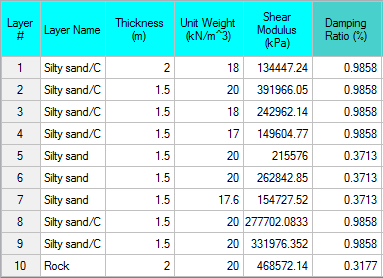 Layer # Layer Name Thickness (m) Unit Weight (kN/m^3) Shear Modulus (kPa) Damping Ratio (%)
1 Silty sand/C 2 18 134447.24 0.9858
2 Silty sand/C 1.5 20 391966.05 0.9858
3 Silty sand/C 1.5 18 242962.14 0.9858
4 Silty sand/C 1.5 17 149604.77 0.9858
5 Silty sand 1.5 20 215576 0.3713
6 Silty sand 1.5 20 262842.85 0.3713
7 Silty sand 1.5 17.6 154727.52 0.3713
8 Silty sand/C 1.5 20 277702.0833 0.9858
9 Silty sand/C 1.5 20 331976.352 0.9858
10 Rock 2 20 468572.14 0.3177